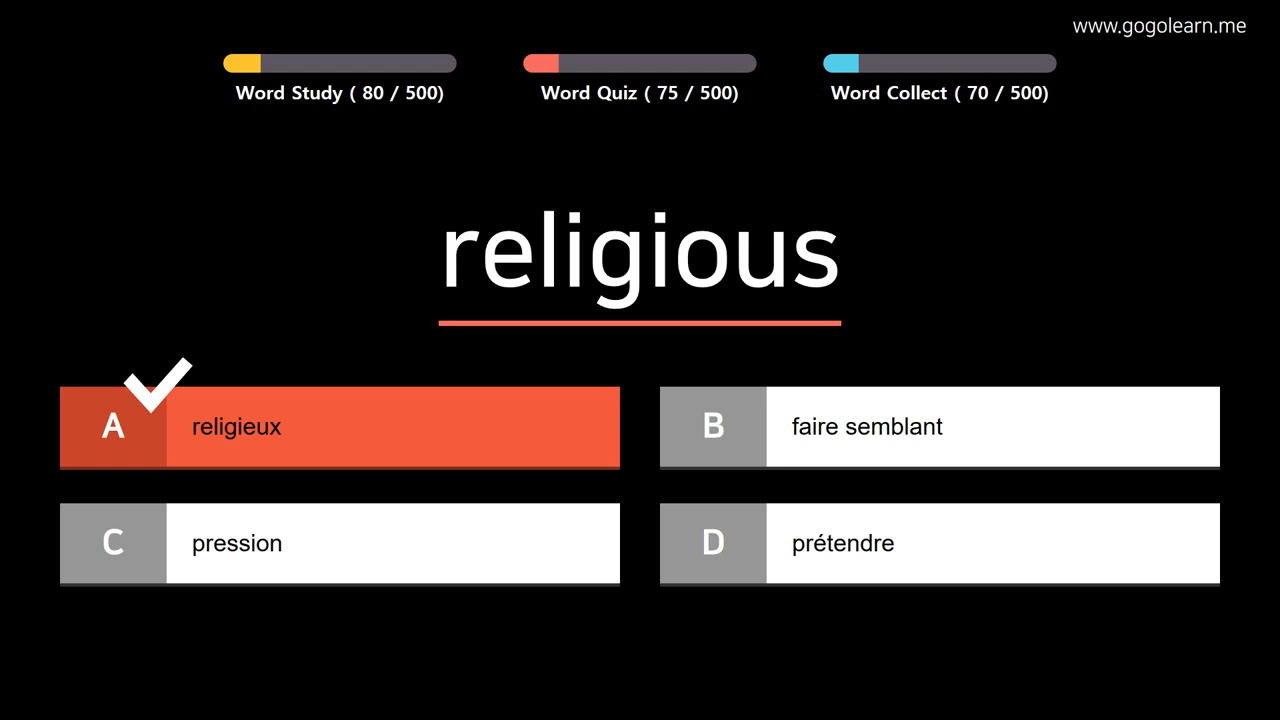 www.gogolearn.me
Word Study ( 80 / 500)
Word Quiz ( 75 / 500)
Word Collect ( 70 / 500)
religious
A religieux
B faire semblant
C pression
D prétendre